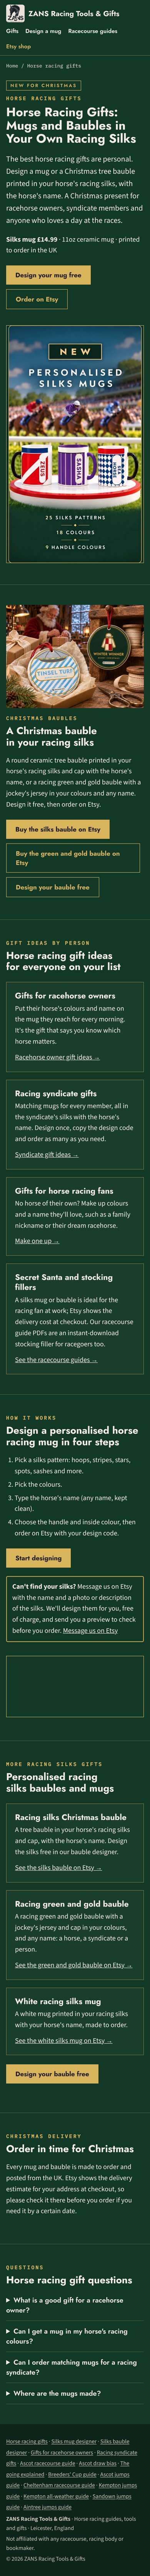 ZANS Racing Tools & Gifts
Gifts Design a mug Racecourse guides
Etsy shop
Home / Horse racing gifts
NEW FOR CHRISTMAS
HORSE RACING GIFTS
Horse Racing Gifts:
Mugs and Baubles in
Your Own Racing Silks
The best horse racing gifts are personal.
Design a mug or a Christmas tree bauble
printed in your horse's racing silks, with
the horse's name. A Christmas present for
racehorse owners, syndicate members and
anyone who loves a day at the races.
Silks mug £14.99 · 11oz ceramic mug · printed
to order in the UK
Design your mug free
Order on Etsy
NEW
PERSONALISED
SILKS MUGS
25 SILKS PATTERNS
18 COLOURS
9 HANDLE COLOURS
TINSEL TURF
WINTER WONDER
CHRISTMAS BAUBLES
A Christmas bauble
in your racing silks
A round ceramic tree bauble printed in your
horse's racing silks and cap with the horse's
name, or a racing green and gold bauble with a
jockey's jersey in your colours and any name.
Design it free, then order on Etsy.
Buy the silks bauble on Etsy
Buy the green and gold bauble on
Etsy
Design your bauble free
GIFT IDEAS BY PERSON
Horse racing gift ideas
for everyone on your list
Gifts for racehorse owners
Put their horse's colours and name on
the mug they reach for every morning.
It's the gift that says you know which
horse matters.
Racehorse owner gift ideas →
Racing syndicate gifts
Matching mugs for every member, all in
the syndicate's silks with the horse's
name. Design once, copy the design code
and order as many as you need.
Syndicate gift ideas →
Gifts for horse racing fans
No horse of their own? Make up colours
and a name they'll love, such as a family
nickname or their dream racehorse.
Make one up →
Secret Santa and stocking
fillers
A silks mug or bauble is ideal for the
racing fan at work; Etsy shows the
delivery cost at checkout. Our racecourse
guide PDFs are an instant-download
stocking filler for racegoers too.
See the racecourse guides →
HOW IT WORKS
Design a personalised horse
racing mug in four steps
1. Pick a silks pattern: hoops, stripes, stars,
spots, sashes and more.
2. Pick the colours.
3. Type the horse's name (any name, kept
clean).
4. Choose the handle and inside colour, then
order on Etsy with your design code.
Start designing
Can't find your silks? Message us on Etsy
with the name and a photo or description
of the silks. We'll design them for you, free
of charge, and send you a preview to check
before you order. Message us on Etsy
MORE RACING SILKS GIFTS
Personalised racing
silks baubles and mugs
Racing silks Christmas bauble
A tree bauble in your horse's racing silks
and cap, with the horse's name. Design
the silks free in our bauble designer.
See the silks bauble on Etsy →
Racing green and gold bauble
A racing green and gold bauble with a
jockey's jersey and cap in your colours,
and any name: a horse, a syndicate or a
person.
See the green and gold bauble on Etsy →
White racing silks mug
A white mug printed in your racing silks
with your horse's name, made to order.
See the white silks mug on Etsy →
Design your bauble free
CHRISTMAS DELIVERY
Order in time for Christmas
Every mug and bauble is made to order and
posted from the UK. Etsy shows the delivery
estimate for your address at checkout, so
please check it there before you order if you
need it by a certain date.
QUESTIONS
Horse racing gift questions
▶ What is a good gift for a racehorse
owner?
▶ Can I get a mug in my horse's racing
colours?
▶ Can I order matching mugs for a racing
syndicate?
▶ Where are the mugs made?
Horse racing gifts · Silks mug designer · Silks bauble
designer · Gifts for racehorse owners · Racing syndicate
gifts · Ascot racecourse guide · Ascot draw bias · The
going explained · Breeders' Cup guide · Ascot jumps
guide · Cheltenham racecourse guide · Kempton jumps
guide · Kempton all-weather guide · Sandown jumps
guide · Aintree jumps guide
ZANS Racing Tools & Gifts · Horse racing guides, tools
and gifts · Leicester, England
Not affiliated with any racecourse, racing body or
bookmaker.
© 2026 ZANS Racing Tools & Gifts